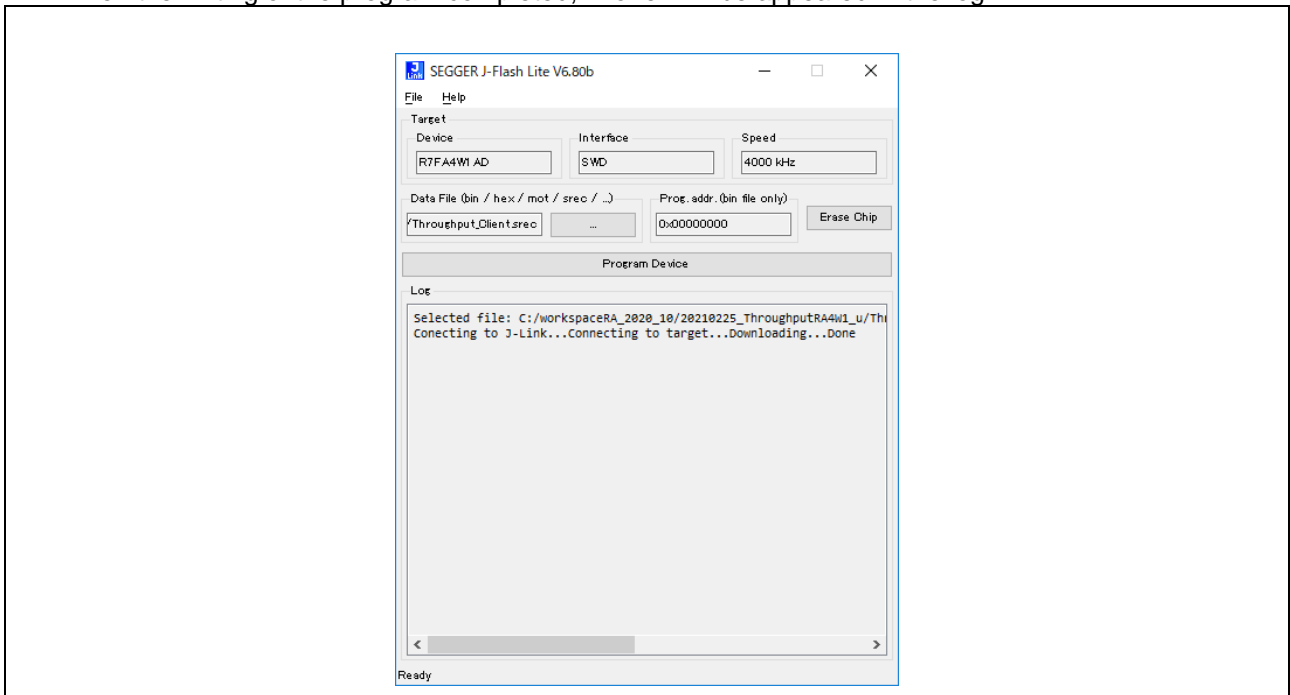 SEGGER J-Flash Lite V6.80b
File Help
Target
Device Interface Speed
R7FA4W1AD SWD 4000 kHz
Data File (bin / hex / mot / srec / ...) Prog. addr. (bin file only)
/Throughput_Client.srec ... 0x00000000 Erase Chip
Program Device
Log
Selected file: C:/workspaceRA_2020_10/20210225_ThroughputRA4W1_u/Thr
Conecting to J-Link...Connecting to target...Downloading...Done
Ready